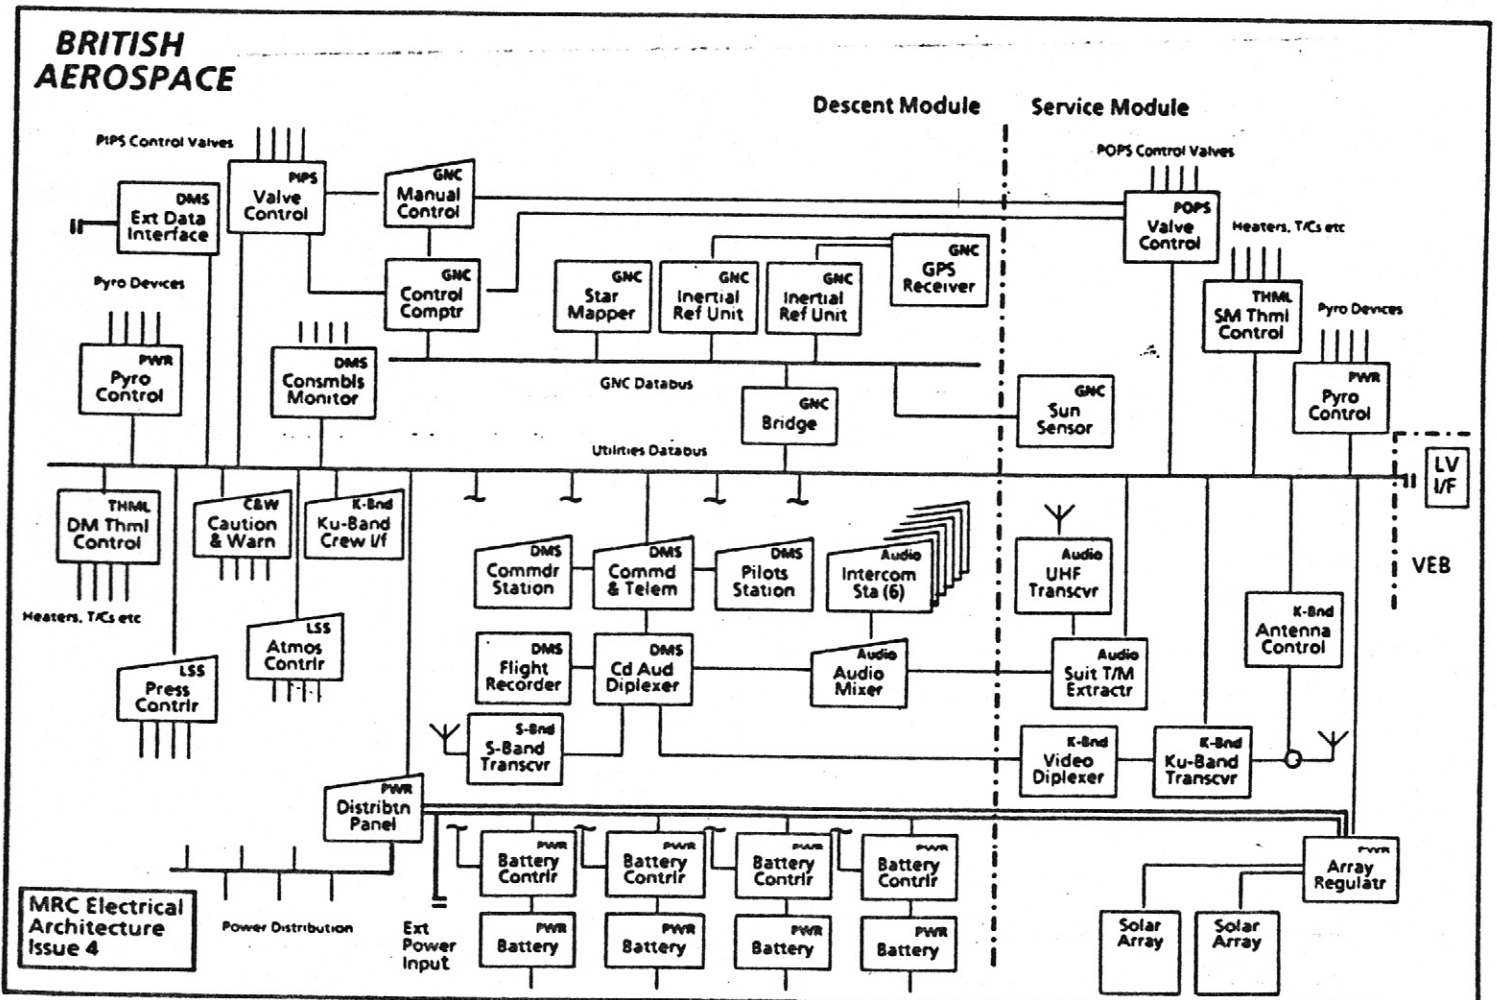 BRITISH
AEROSPACE
Descent Module
Service Module
PIPS Control Valves
POPS Control Valves
PIPS
Valve
Control
GNC
Manual
Control
DMS
Ext Data
Interface
POPS
Valve
Control
Heaters, T/Cs etc
GNC
GPS
Receiver
GNC
Control
Comptr
GNC
Star
Mapper
GNC
Inertial
Ref Unit
GNC
Inertial
Ref Unit
Pyro Devices
THML
SM Thml
Control
Pyro Devices
PWR
Pyro
Control
DMS
Consmbls
Monitor
GNC Databus
GNC
Bridge
GNC
Sun
Sensor
PWR
Pyro
Control
Utilities Databus
LV
I/F
VEB
THML
DM Thml
Control
C&W
Caution
& Warn
K-Bnd
Ku-Band
Crew I/f
Heaters, T/Cs etc
DMS
Commdr
Station
DMS
Commd
& Telem
DMS
Pilots
Station
Audio
Intercom
Sta (6)
Audio
UHF
Transcvr
K-Bnd
Antenna
Control
LSS
Atmos
Contrlr
LSS
Press
Contrlr
DMS
Flight
Recorder
DMS
Cd Aud
Diplexer
Audio
Audio
Mixer
Audio
Suit T/M
Extractr
S-Bnd
S-Band
Transcvr
K-Bnd
Video
Diplexer
K-Bnd
Ku-Band
Transcvr
PWR
Distribtn
Panel
PWR
Battery
Contrlr
PWR
Battery
Contrlr
PWR
Battery
Contrlr
PWR
Battery
Contrlr
PWR
Array
Regulatr
PWR
Battery
PWR
Battery
PWR
Battery
PWR
Battery
Solar
Array
Solar
Array
Power Distribution
Ext
Power
Input
MRC Electrical
Architecture
Issue 4